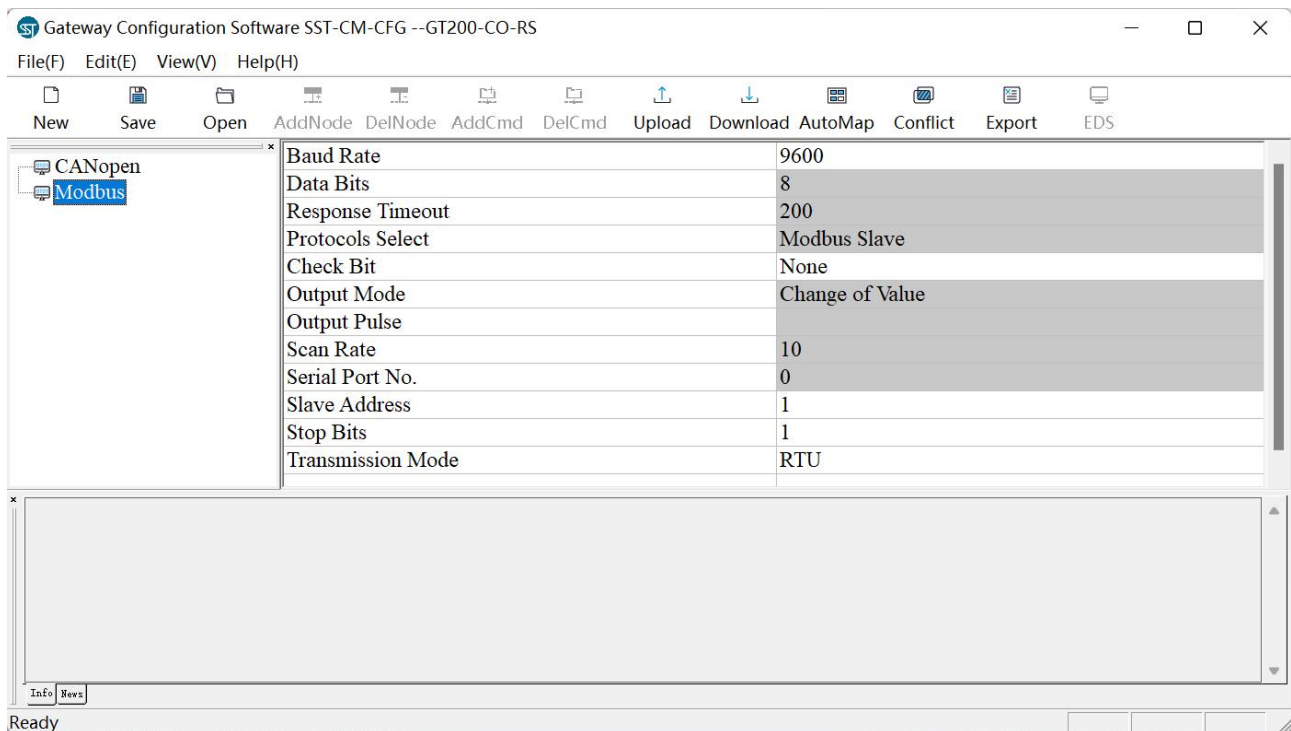 SST Gateway Configuration Software SST-CM-CFG --GT200-CO-RS
File(F) Edit(E) View(V) Help(H)
New Save Open AddNode DelNode AddCmd DelCmd Upload Download AutoMap Conflict Export EDS
CANopen
Modbus
Baud Rate 9600
Data Bits 8
Response Timeout 200
Protocols Select Modbus Slave
Check Bit None
Output Mode Change of Value
Output Pulse
Scan Rate 10
Serial Port No. 0
Slave Address 1
Stop Bits 1
Transmission Mode RTU
Info News
Ready